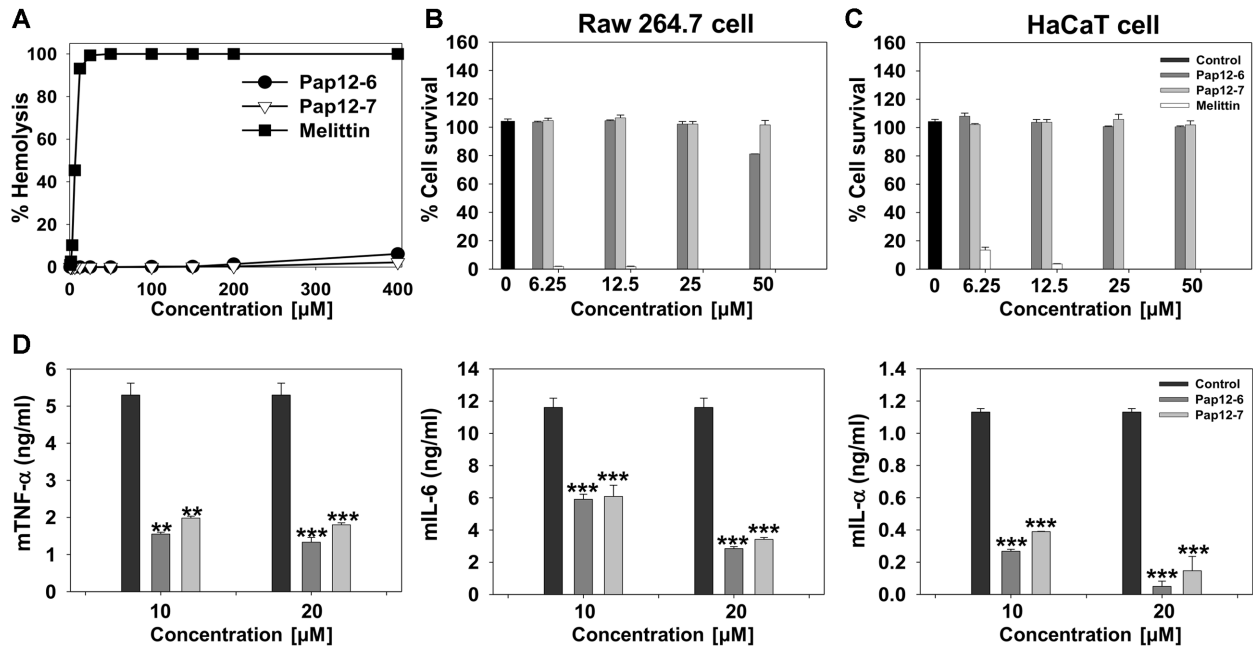 A
100
80
60
40
20
0
% Hemolysis
Pap12-6
Pap12-7
Melittin
0 100 200 300 400
Concentration [µM]
B
Raw 264.7 cell
160
140
120
100
80
60
40
20
0
% Cell survival
0 6.25 12.5 25 50
Concentration [µM]
C
HaCaT cell
160
140
120
100
80
60
40
20
0
% Cell survival
Control
Pap12-6
Pap12-7
Melittin
0 6.25 12.5 25 50
Concentration [µM]
D
6
5
4
3
2
1
0
mTNF-α (ng/ml)
** **
*** ***
10 20
Concentration [µM]
14
12
10
8
6
4
2
0
mIL-6 (ng/ml)
*** ***
*** ***
10 20
Concentration [µM]
1.4
1.2
1.0
0.8
0.6
0.4
0.2
0.0
mIL-α (ng/ml)
Control
Pap12-6
Pap12-7
*** ***
*** ***
10 20
Concentration [µM]